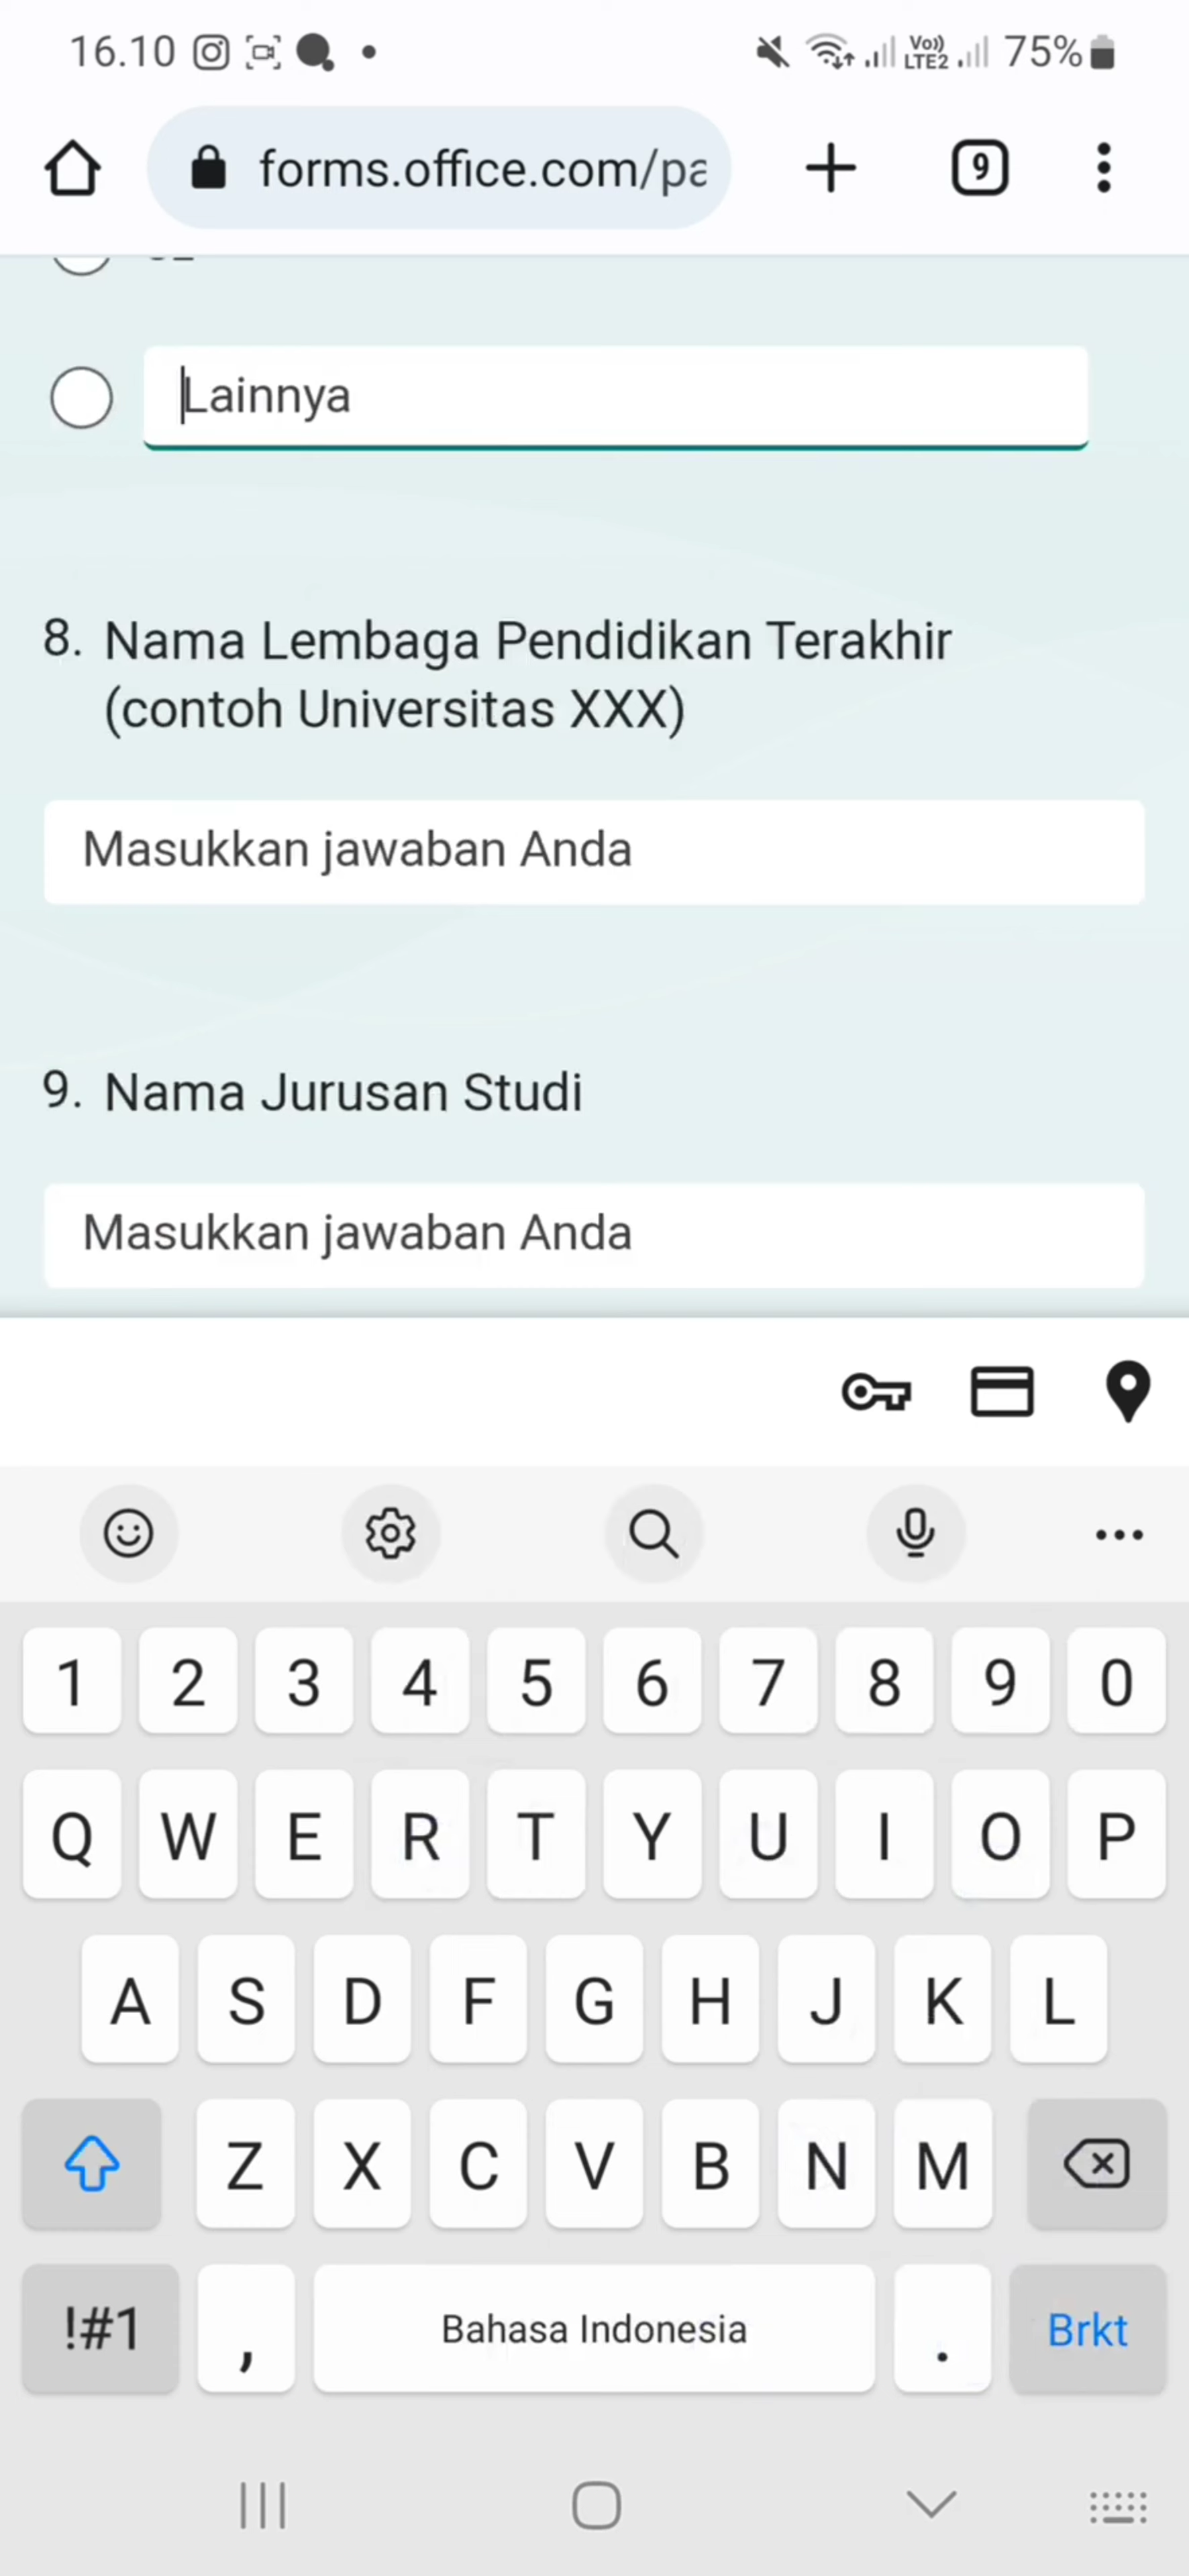 16.10 Vo)) LTE2 75%
forms.office.com/pa
9
Lainnya
8. Nama Lembaga Pendidikan Terakhir
(contoh Universitas XXX)
Masukkan jawaban Anda
9. Nama Jurusan Studi
Masukkan jawaban Anda
1 2 3 4 5 6 7 8 9 0
Q W E R T Y U I O P
A S D F G H J K L
Z X C V B N M
!#1 , Bahasa Indonesia . Brkt